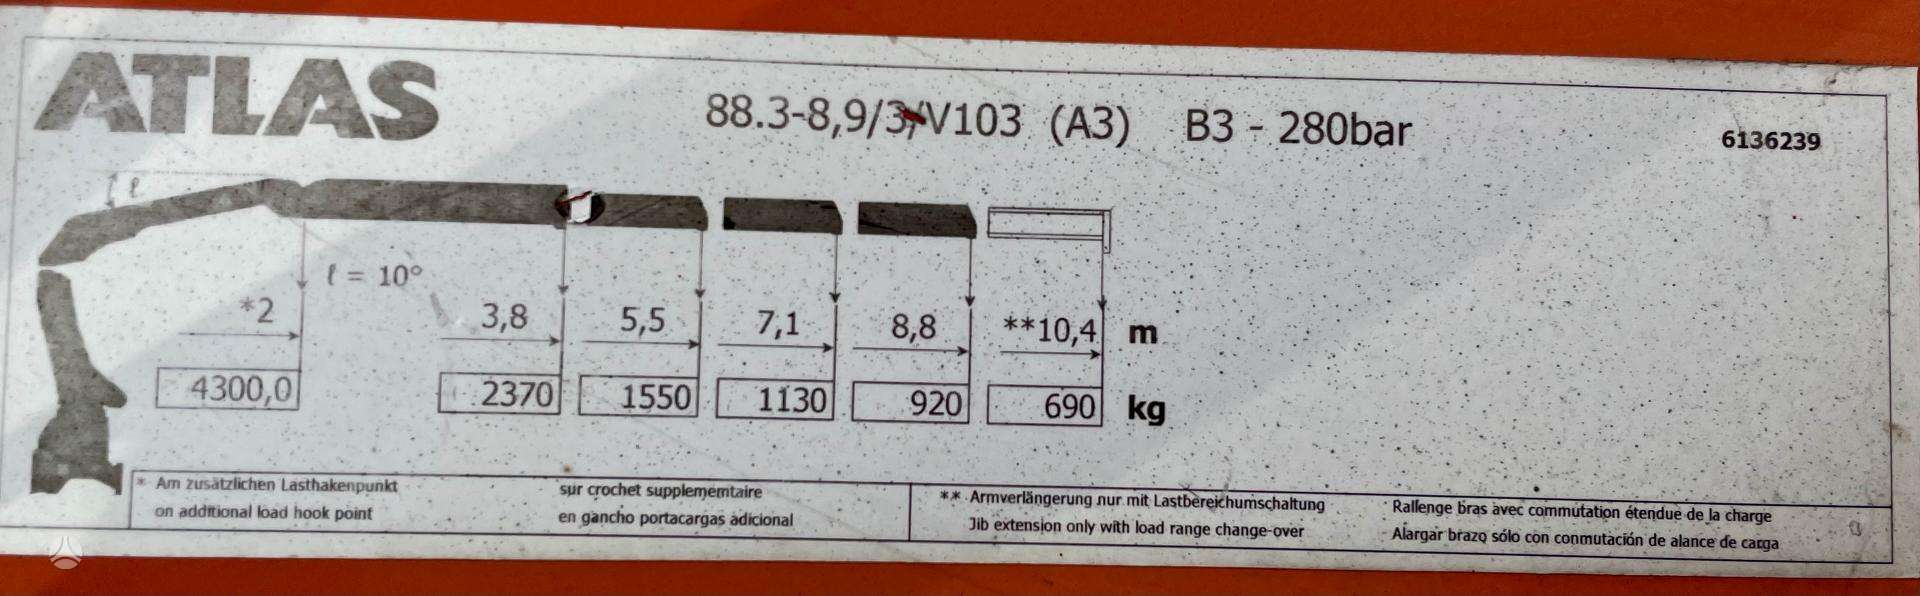 ATLAS
88.3-8,9/3/V103 (A3) B3 - 280bar
6136239
ℓ
ℓ = 10°
*2 3,8 5,5 7,1 8,8 **10,4 m
4300,0 2370 1550 1130 920 690 kg
* Am zusätzlichen Lasthakenpunkt
on additional load hook point
sur crochet supplementaire
en gancho portacargas adicional
** Armverlängerung nur mit Lastbereichumschaltung
Jib extension only with load range change-over
Rallenge bras avec commutation étendue de la charge
Alargar brazo sólo con conmutación de alance de carga